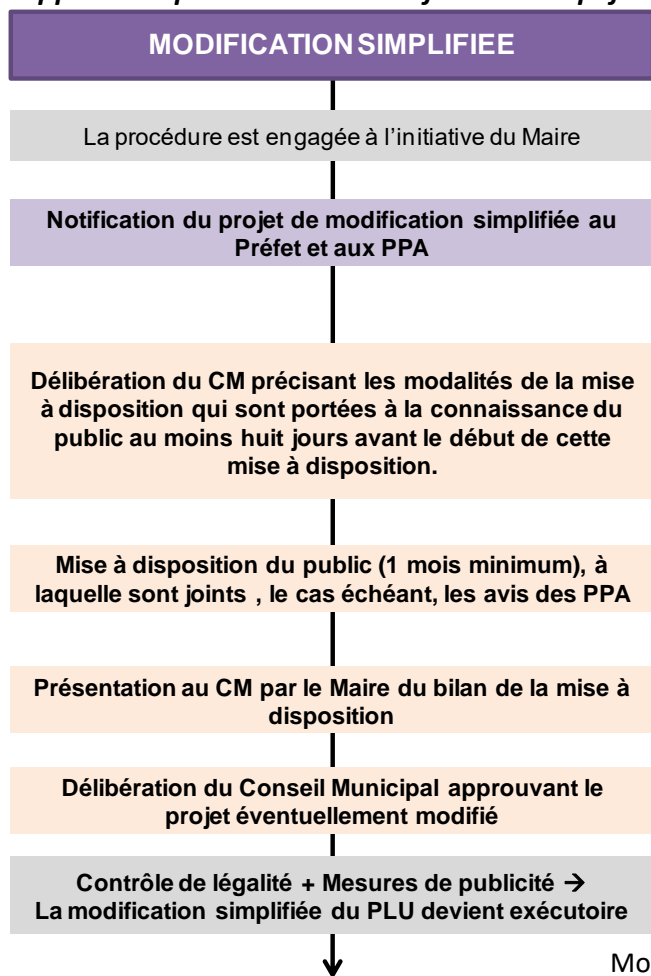 MODIFICATION SIMPLIFIEE
La procédure est engagée à l’initiative du Maire
Notification du projet de modification simplifiée au
Préfet et aux PPA
Délibération du CM précisant les modalités de la mise
à disposition qui sont portées à la connaissance du
public au moins huit jours avant le début de cette
mise à disposition.
Mise à disposition du public (1 mois minimum), à
laquelle sont joints , le cas échéant, les avis des PPA
Présentation au CM par le Maire du bilan de la mise à
disposition
Délibération du Conseil Municipal approuvant le
projet éventuellement modifié
Contrôle de légalité + Mesures de publicité →
La modification simplifiée du PLU devient exécutoire
Mo